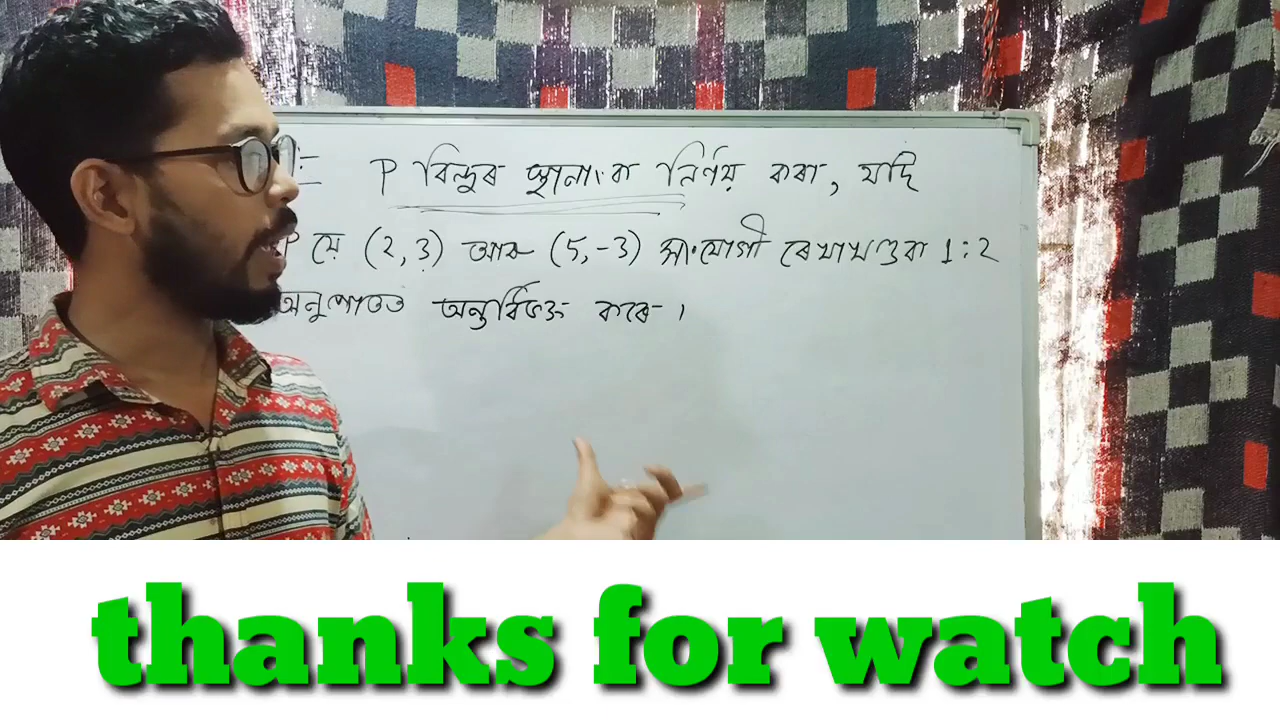 :- P বিন্দুৰ স্থানাংক নিৰ্ণয় কৰা, যদি
P য়ে (2, 3) আৰু (5, -3) সংযোগী ৰেখাখণ্ডক 1:2
অনুপাতত অন্তৰ্বিভক্ত কৰে।
thanks for watch